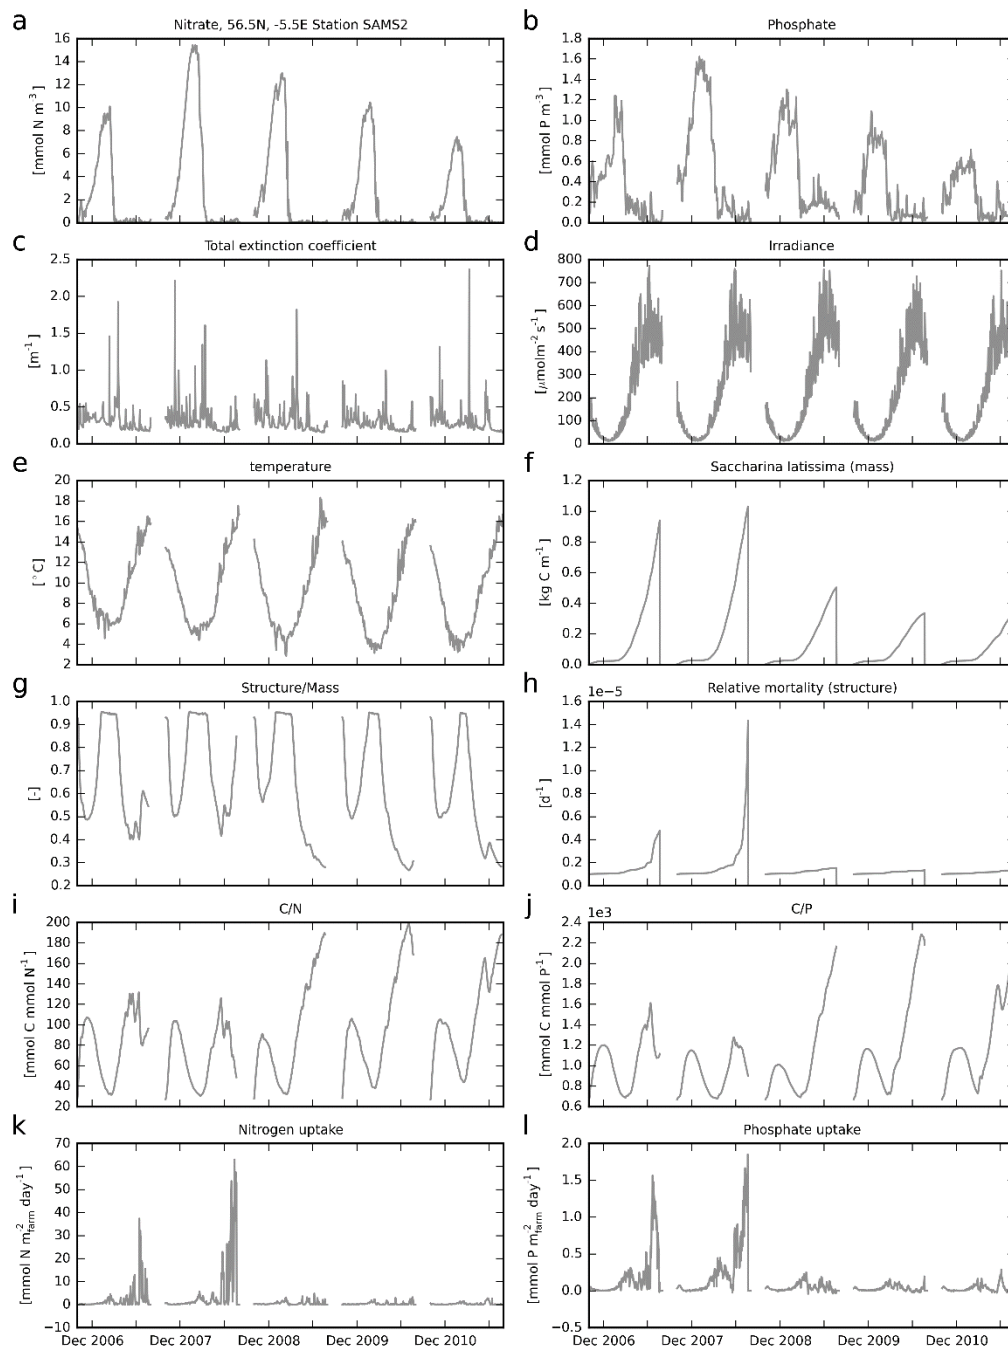 a
Nitrate, 56.5N, -5.5E Station SAMS2
[mmol N m⁻³]
16
14
12
10
8
6
4
2
0
b
Phosphate
[mmol P m⁻³]
1.8
1.6
1.4
1.2
1.0
0.8
0.6
0.4
0.2
0.0
c
Total extinction coefficient
[m⁻¹]
2.5
2.0
1.5
1.0
0.5
0.0
d
Irradiance
[μmolm⁻² s⁻¹]
800
700
600
500
400
300
200
100
0
e
temperature
[°C]
20
18
16
14
12
10
8
6
4
2
f
Saccharina latissima (mass)
[kg C m⁻¹]
1.2
1.0
0.8
0.6
0.4
0.2
0.0
g
Structure/Mass
[-]
1.0
0.9
0.8
0.7
0.6
0.5
0.4
0.3
0.2
h
1e−5
Relative mortality (structure)
[d⁻¹]
1.6
1.4
1.2
1.0
0.8
0.6
0.4
0.2
0.0
i
C/N
[mmol C mmol N⁻¹]
200
180
160
140
120
100
80
60
40
20
j
1e3
C/P
[mmol C mmol P⁻¹]
2.4
2.2
2.0
1.8
1.6
1.4
1.2
1.0
0.8
0.6
k
Nitrogen uptake
[mmol N m⁻²farm day⁻¹]
70
60
50
40
30
20
10
0
−10
Dec 2006 Dec 2007 Dec 2008 Dec 2009 Dec 2010
l
Phosphate uptake
[mmol P m⁻²farm day⁻¹]
2.0
1.5
1.0
0.5
0.0
−0.5
Dec 2006 Dec 2007 Dec 2008 Dec 2009 Dec 2010